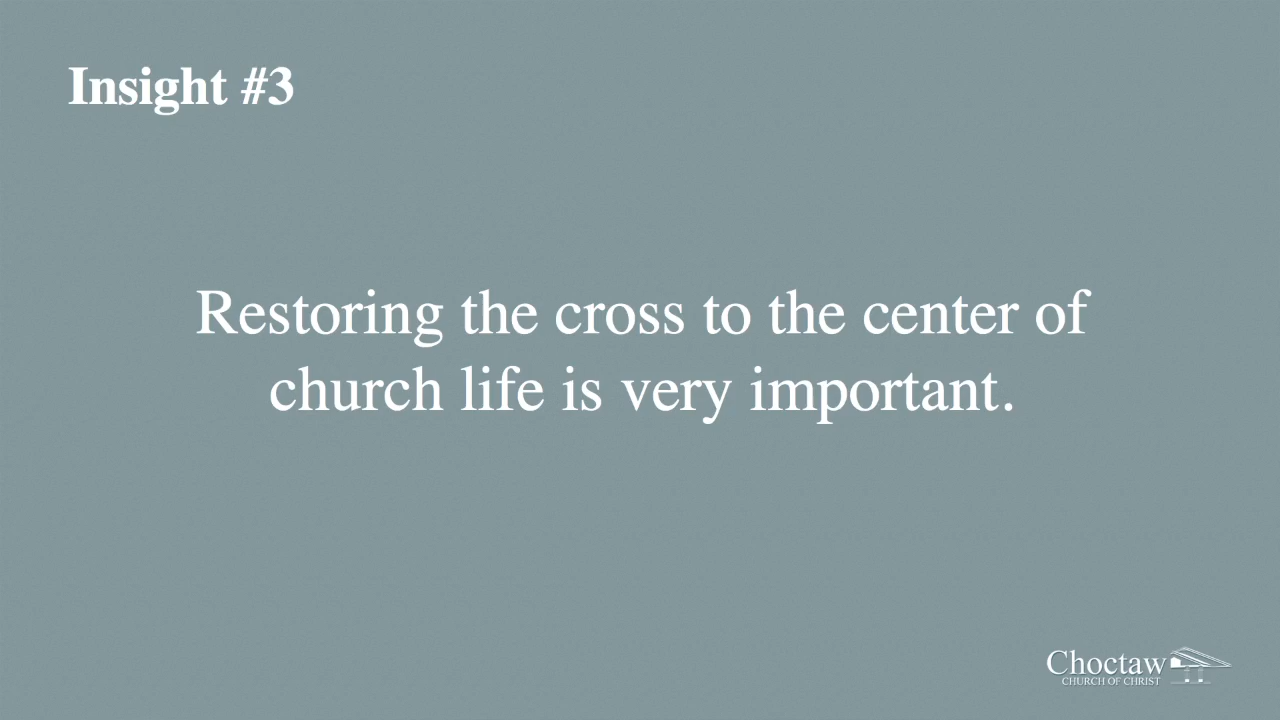 Insight #3
Restoring the cross to the center of
church life is very important.
Choctaw
CHURCH OF CHRIST